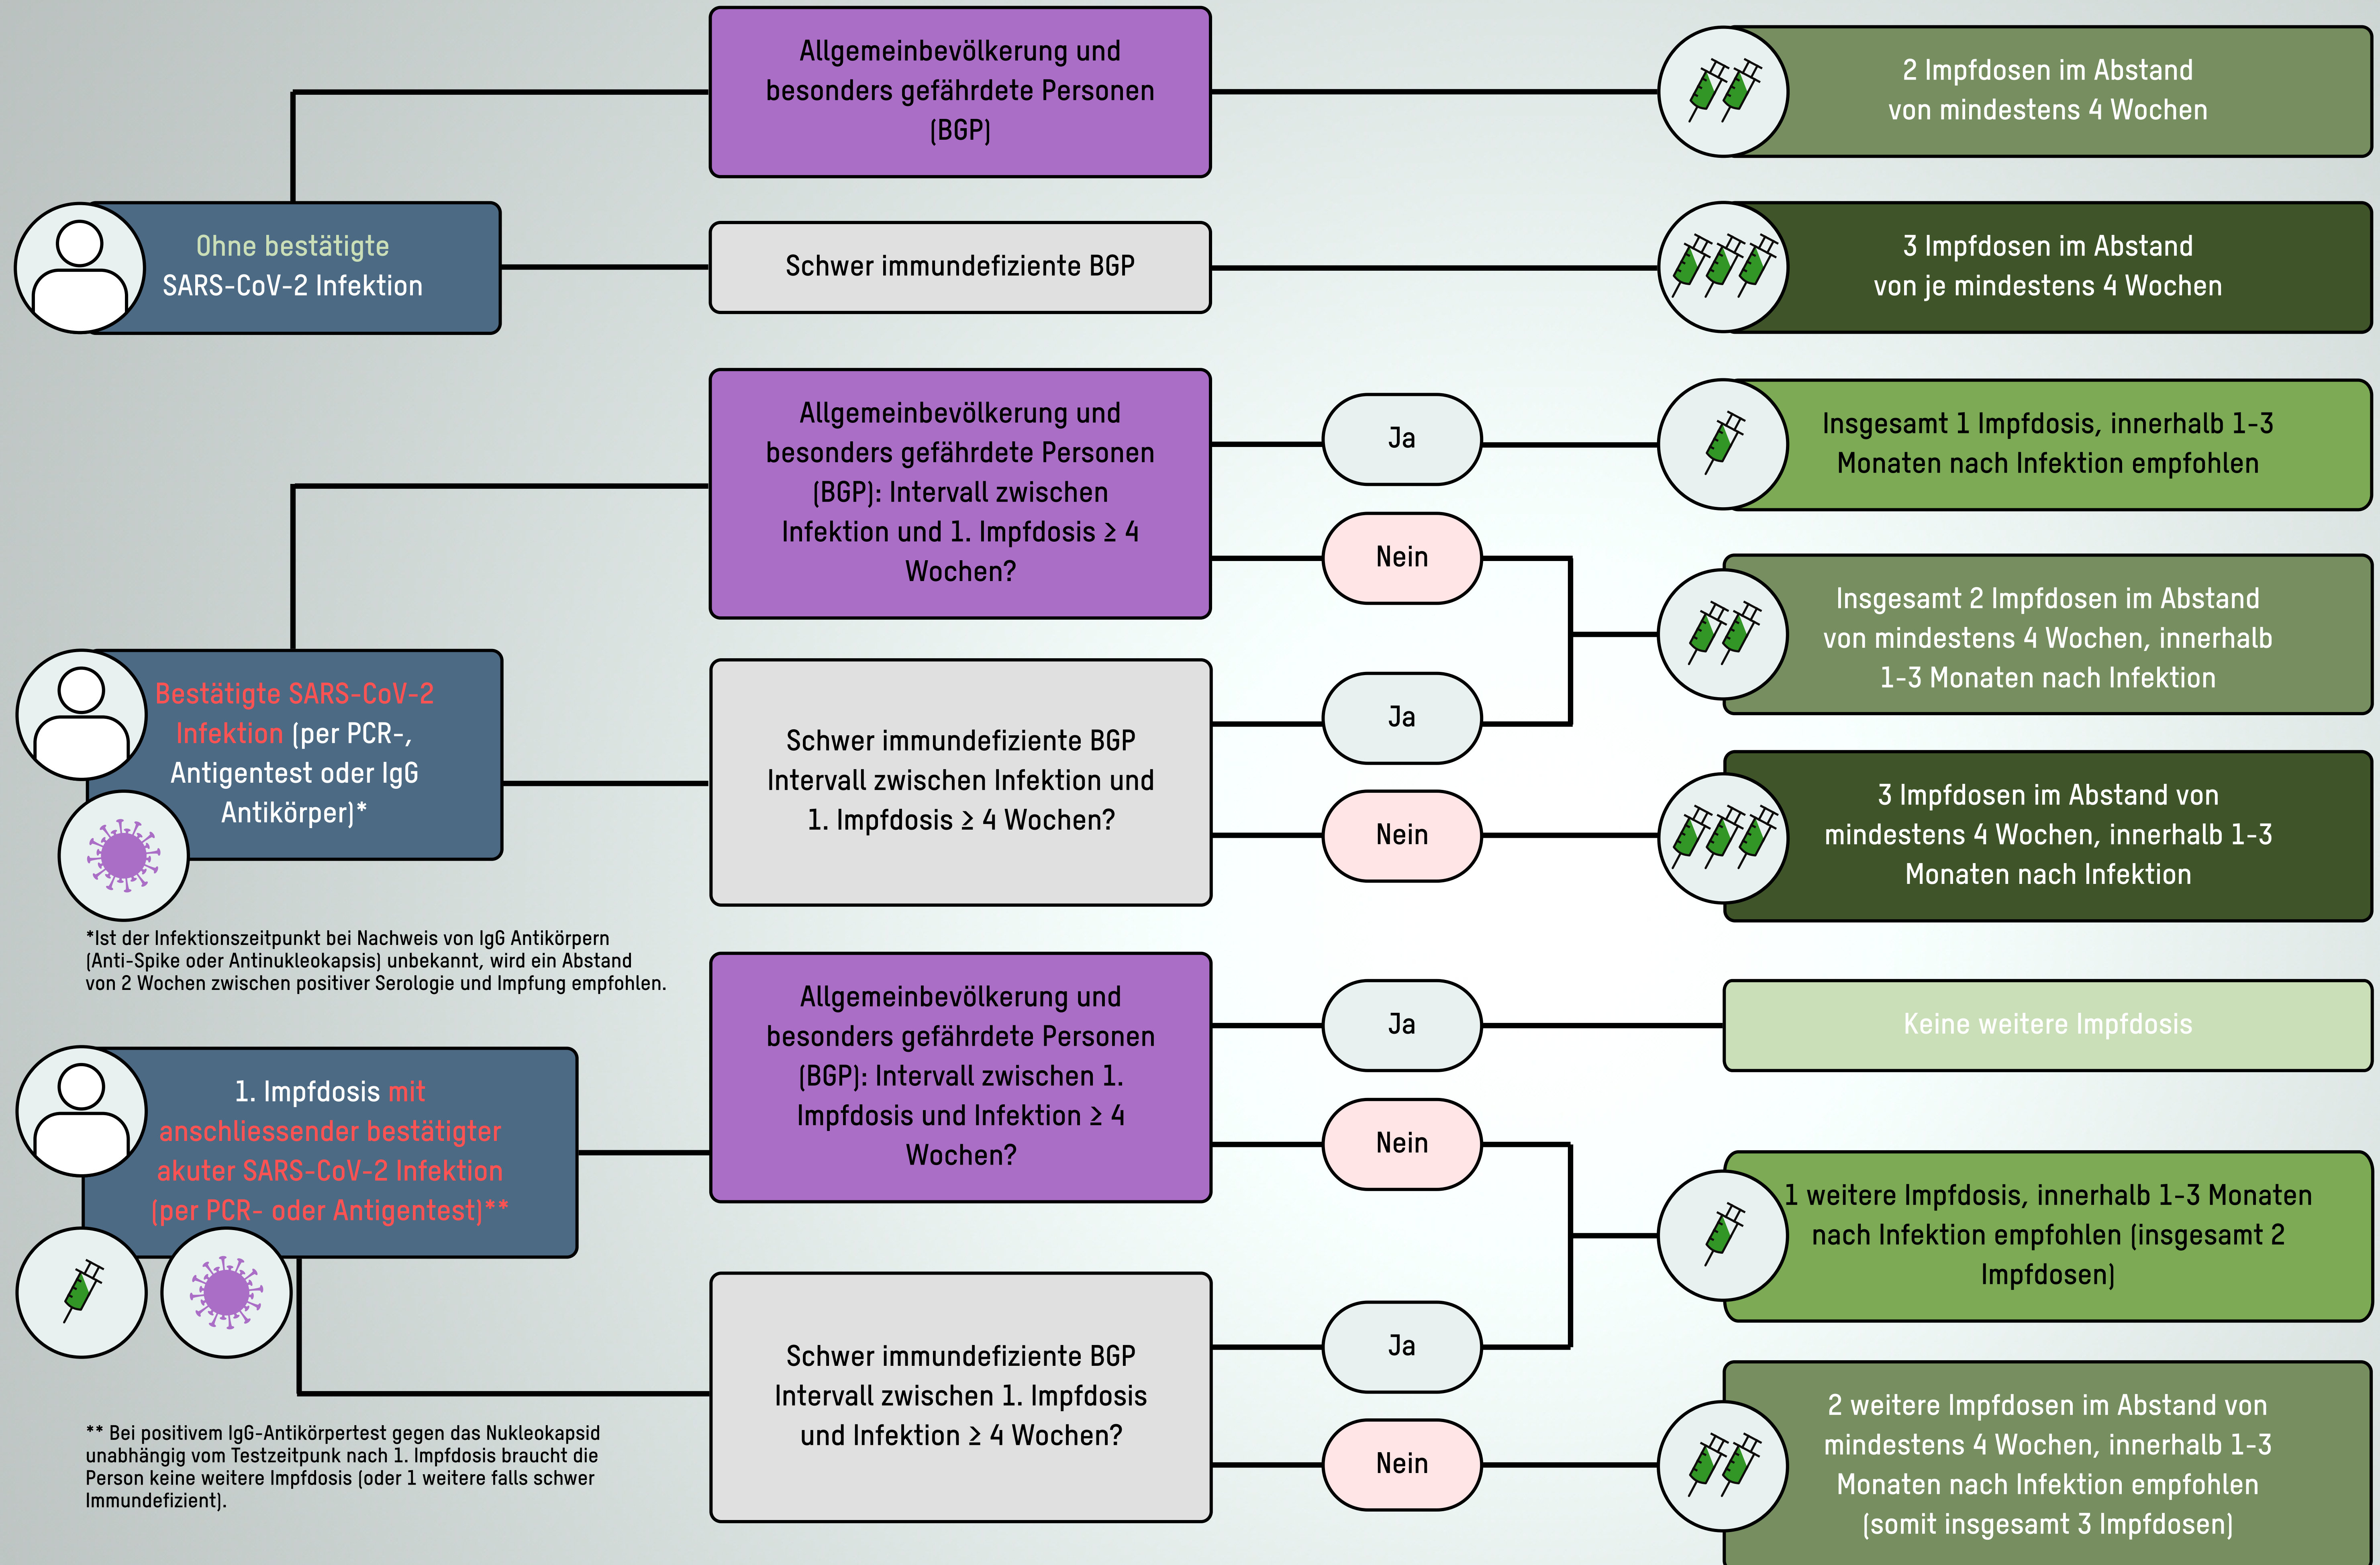 Allgemeinbevölkerung und
besonders gefährdete Personen
(BGP)
2 Impfdosen im Abstand
von mindestens 4 Wochen
Ohne bestätigte
SARS-CoV-2 Infektion
Schwer immundefiziente BGP
3 Impfdosen im Abstand
von je mindestens 4 Wochen
Allgemeinbevölkerung und
besonders gefährdete Personen
(BGP): Intervall zwischen
Infektion und 1. Impfdosis ≥ 4
Wochen?
Ja
Insgesamt 1 Impfdosis, innerhalb 1-3
Monaten nach Infektion empfohlen
Nein
Insgesamt 2 Impfdosen im Abstand
von mindestens 4 Wochen, innerhalb
1-3 Monaten nach Infektion
Bestätigte SARS-CoV-2
Infektion (per PCR-,
Antigentest oder IgG
Antikörper)*
Schwer immundefiziente BGP
Intervall zwischen Infektion und
1. Impfdosis ≥ 4 Wochen?
Ja
Nein
3 Impfdosen im Abstand von
mindestens 4 Wochen, innerhalb 1-3
Monaten nach Infektion
*Ist der Infektionszeitpunkt bei Nachweis von IgG Antikörpern
(Anti-Spike oder Antinukleokapsis) unbekannt, wird ein Abstand
von 2 Wochen zwischen positiver Serologie und Impfung empfohlen.
Allgemeinbevölkerung und
besonders gefährdete Personen
(BGP): Intervall zwischen 1.
Impfdosis und Infektion ≥ 4
Wochen?
Ja
Keine weitere Impfdosis
Nein
1. Impfdosis mit
anschliessender bestätigter
akuter SARS-CoV-2 Infektion
(per PCR- oder Antigentest)**
1 weitere Impfdosis, innerhalb 1-3 Monaten
nach Infektion empfohlen (insgesamt 2
Impfdosen)
Schwer immundefiziente BGP
Intervall zwischen 1. Impfdosis
und Infektion ≥ 4 Wochen?
Ja
Nein
2 weitere Impfdosen im Abstand von
mindestens 4 Wochen, innerhalb 1-3
Monaten nach Infektion empfohlen
(somit insgesamt 3 Impfdosen)
** Bei positivem IgG-Antikörpertest gegen das Nukleokapsid
unabhängig vom Testzeitpunk nach 1. Impfdosis braucht die
Person keine weitere Impfdosis (oder 1 weitere falls schwer
Immundefizient).